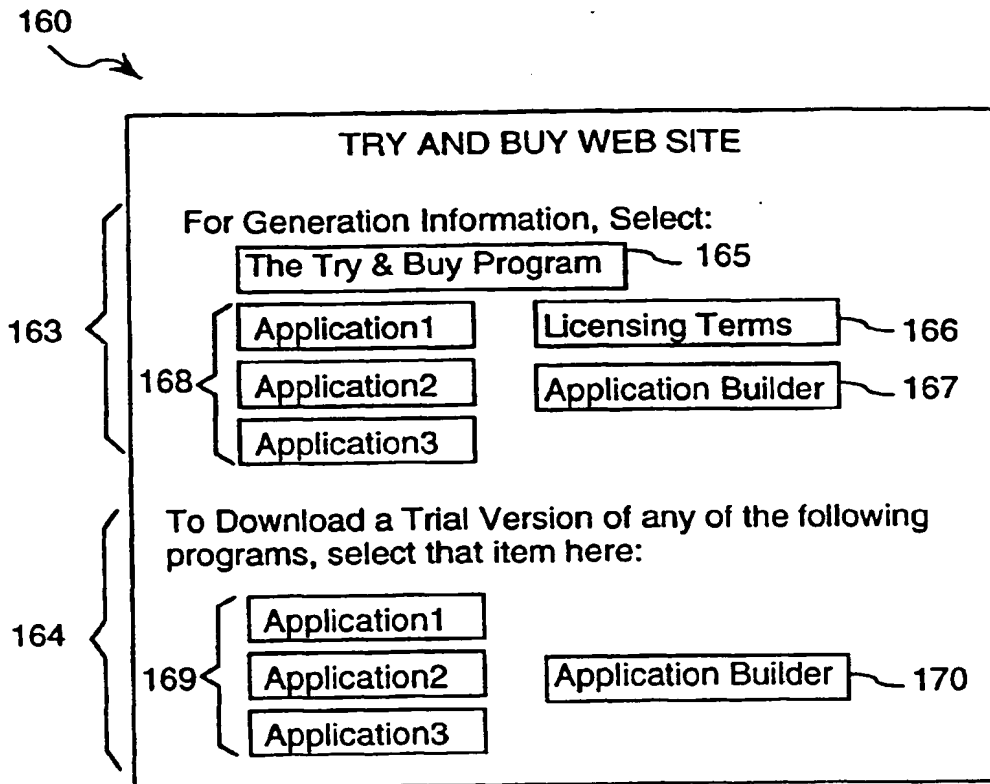 160
TRY AND BUY WEB SITE
For Generation Information, Select:
The Try & Buy Program 165
163
Application1 Licensing Terms 166
168 Application2 Application Builder 167
Application3
To Download a Trial Version of any of the following
programs, select that item here:
164
Application1
169 Application2 Application Builder 170
Application3